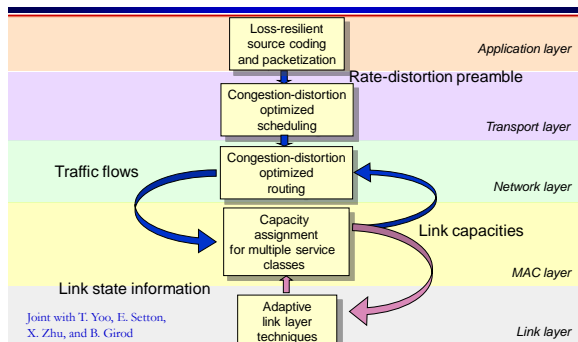 Loss-resilient
source coding
and packetization
Application layer
Rate-distortion preamble
Congestion-distortion
optimized
scheduling
Transport layer
Congestion-distortion
optimized
routing
Traffic flows
Network layer
Capacity
assignment
for multiple service
classes
Link capacities
MAC layer
Link state information
Adaptive
link layer
techniques
Joint with T. Yoo, E. Setton,
X. Zhu, and B. Girod
Link layer